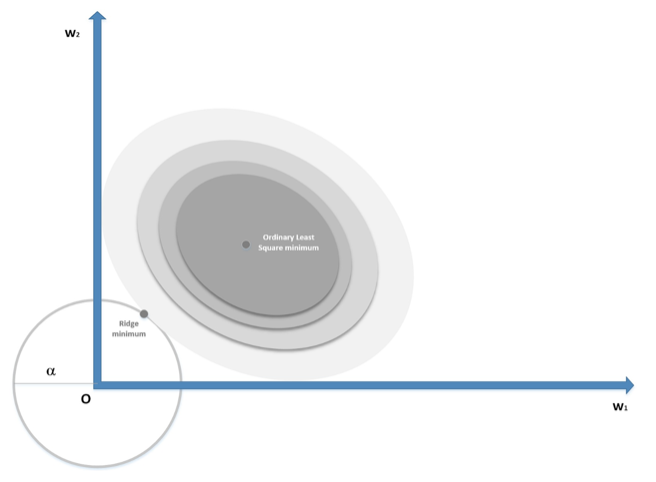 w₂
Ordinary Least
Square minimum
Ridge
minimum
α
O
w₁